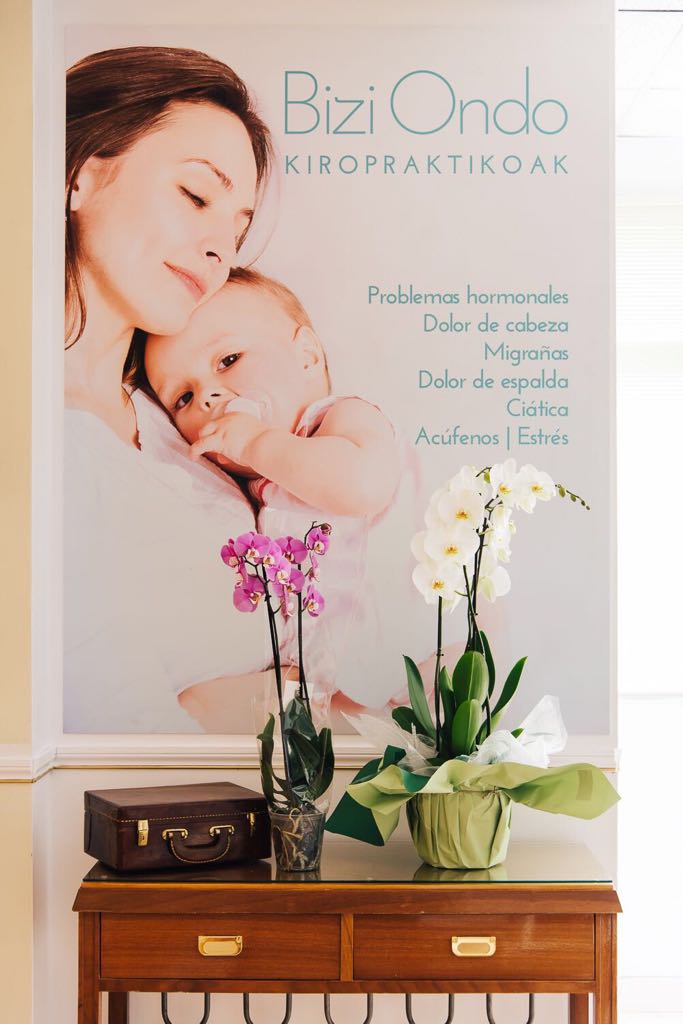 Bizi Ondo
KIROPRAKTIKOAK
Problemas hormonales
Dolor de cabeza
Migrañas
Dolor de espalda
Ciática
Acúfenos | Estrés